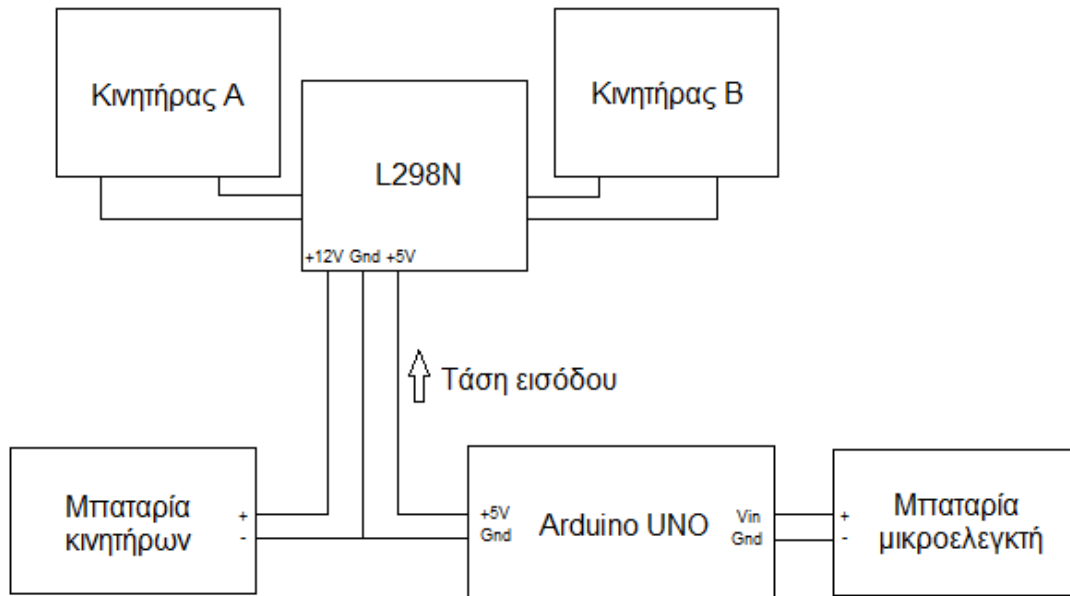 Κινητήρας Α
Κινητήρας Β
L298N
+12V Gnd +5V
Τάση εισόδου
Μπαταρία
κινητήρων
+
-
+5V
Gnd
Arduino UNO
Vin
Gnd
+
-
Μπαταρία
μικροελεγκτή